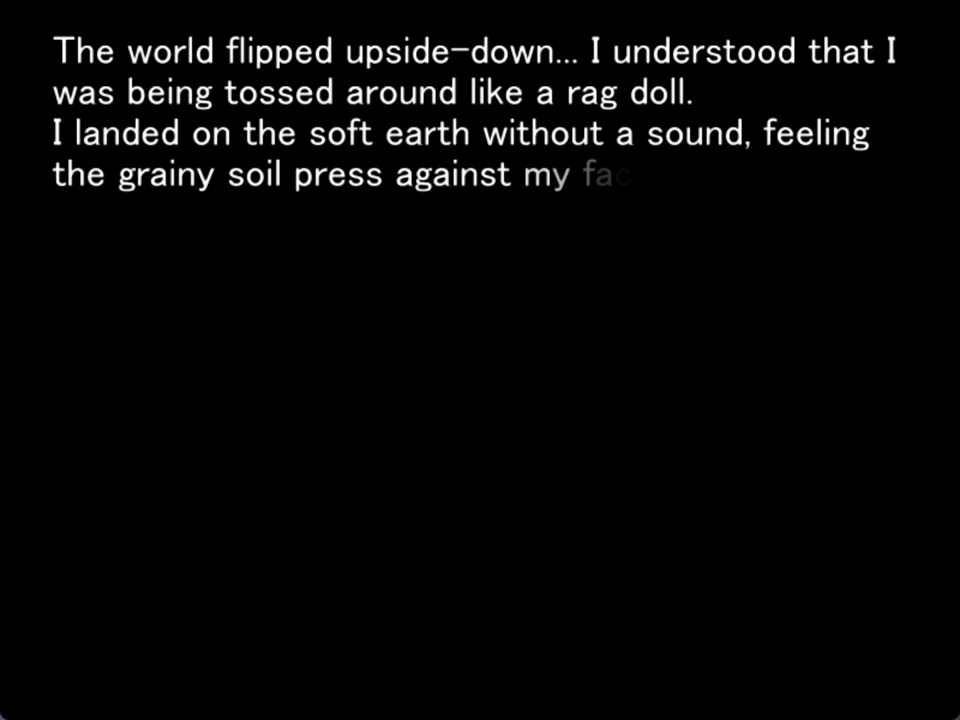 The world flipped upside-down... I understood that I
was being tossed around like a rag doll.
I landed on the soft earth without a sound, feeling
the grainy soil press against my fac